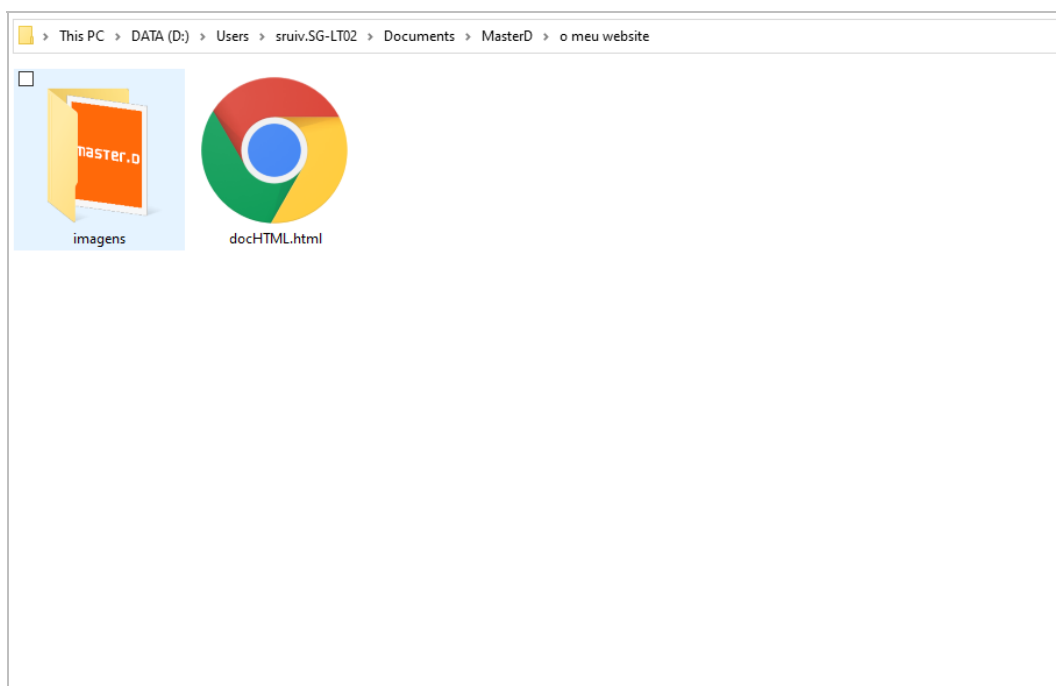 This PC > DATA (D:) > Users > sruiv.SG-LT02 > Documents > MasterD > o meu website
master.D
imagens
docHTML.html